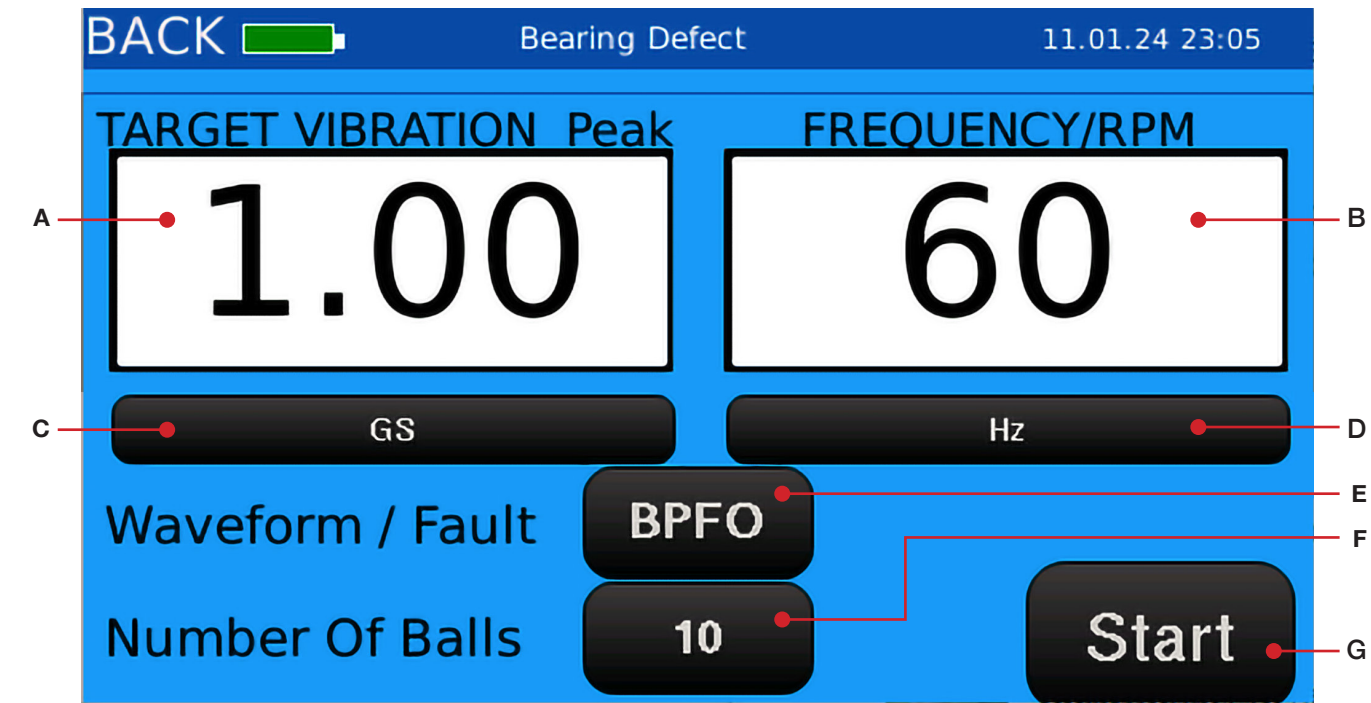 BACK Bearing Defect 11.01.24 23:05
TARGET VIBRATION Peak FREQUENCY/RPM
A 1.00 60 B
C GS Hz D
E
Waveform / Fault BPFO
F
Number Of Balls 10 Start
G